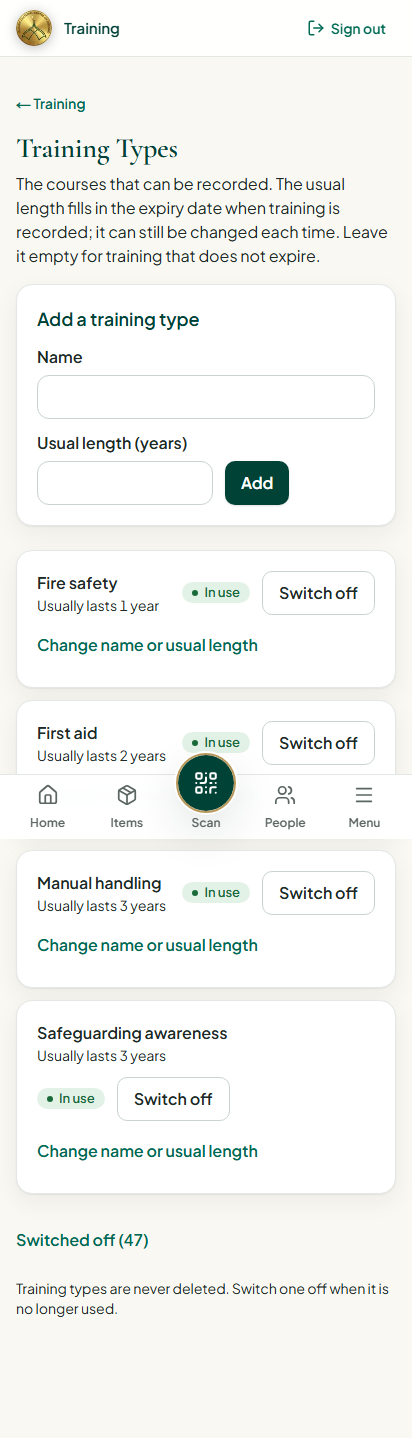 Training
Sign out
← Training
Training Types
The courses that can be recorded. The usual
length fills in the expiry date when training is
recorded; it can still be changed each time. Leave
it empty for training that does not expire.
Add a training type
Name
Usual length (years)
Add
Fire safety
Usually lasts 1 year
In use
Switch off
Change name or usual length
First aid
Usually lasts 2 years
In use
Switch off
Home
Items
Scan
People
Menu
Manual handling
Usually lasts 3 years
In use
Switch off
Change name or usual length
Safeguarding awareness
Usually lasts 3 years
In use
Switch off
Change name or usual length
Switched off (47)
Training types are never deleted. Switch one off when it is
no longer used.